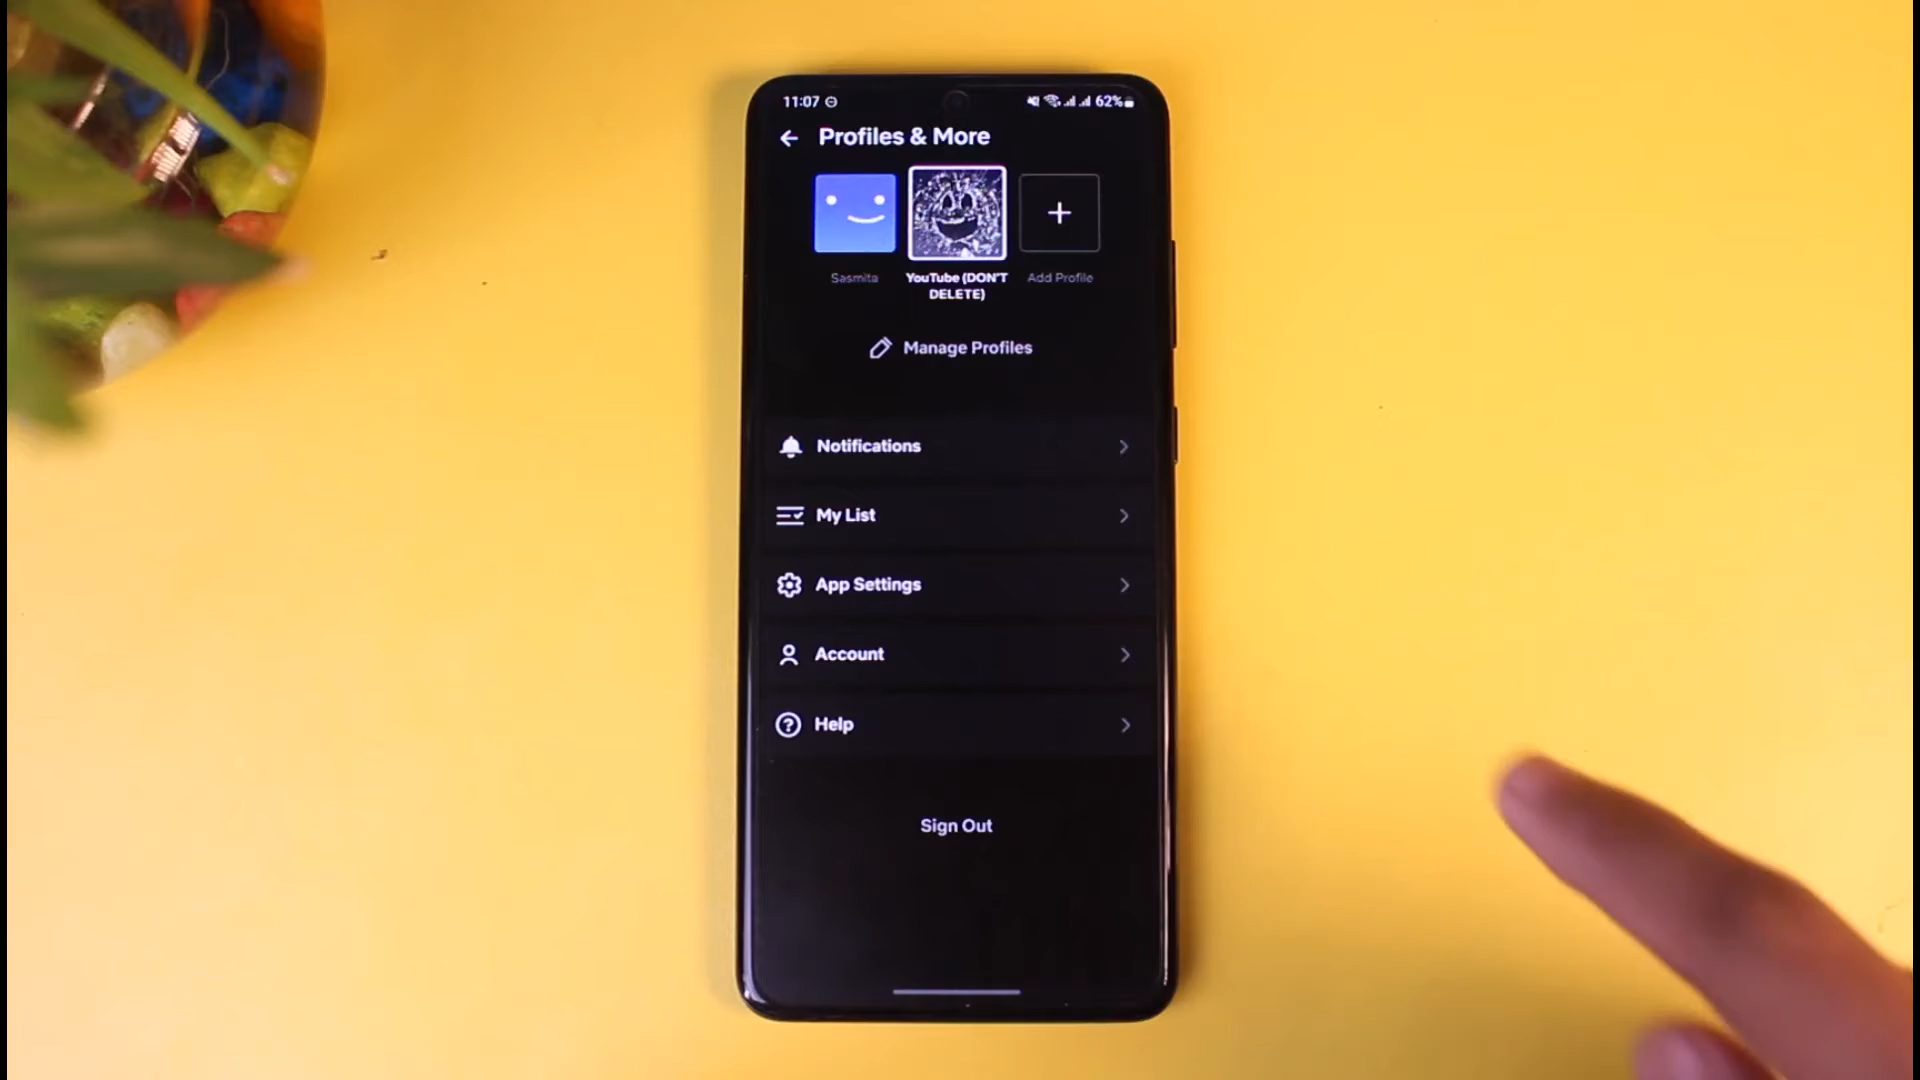 11:07
62%
Profiles & More
Sasmita
YouTube (DON'T
DELETE)
Add Profile
Manage Profiles
Notifications
My List
App Settings
Account
Help
Sign Out